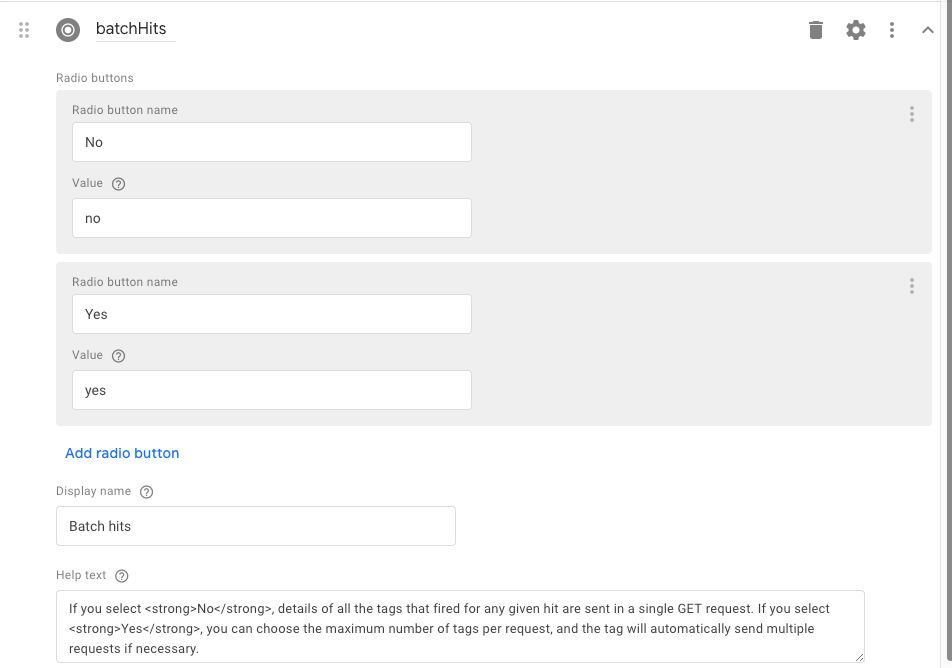 batchHits
Radio buttons
Radio button name
No
Value
no
Radio button name
Yes
Value
yes
Add radio button
Display name
Batch hits
Help text
If you select <strong>No</strong>, details of all the tags that fired for any given hit are sent in a single GET request. If you select
<strong>Yes</strong>, you can choose the maximum number of tags per request, and the tag will automatically send multiple
requests if necessary.